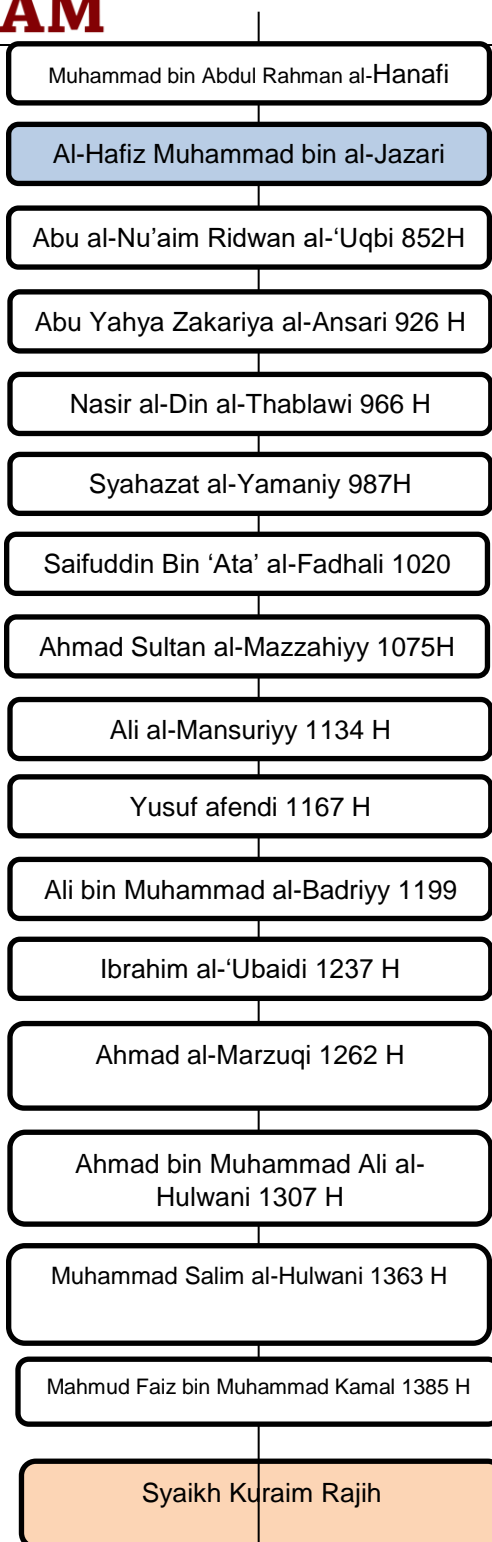 AM
Muhammad bin Abdul Rahman al-Hanafi
Al-Hafiz Muhammad bin al-Jazari
Abu al-Nu’aim Ridwan al-‘Uqbi 852H
Abu Yahya Zakariya al-Ansari 926 H
Nasir al-Din al-Thablawi 966 H
Syahazat al-Yamaniy 987H
Saifuddin Bin ‘Ata’ al-Fadhali 1020
Ahmad Sultan al-Mazzahiyy 1075H
Ali al-Mansuriyy 1134 H
Yusuf afendi 1167 H
Ali bin Muhammad al-Badriyy 1199
Ibrahim al-‘Ubaidi 1237 H
Ahmad al-Marzuqi 1262 H
Ahmad bin Muhammad Ali al-
Hulwani 1307 H
Muhammad Salim al-Hulwani 1363 H
Mahmud Faiz bin Muhammad Kamal 1385 H
Syaikh Kuraim Rajih